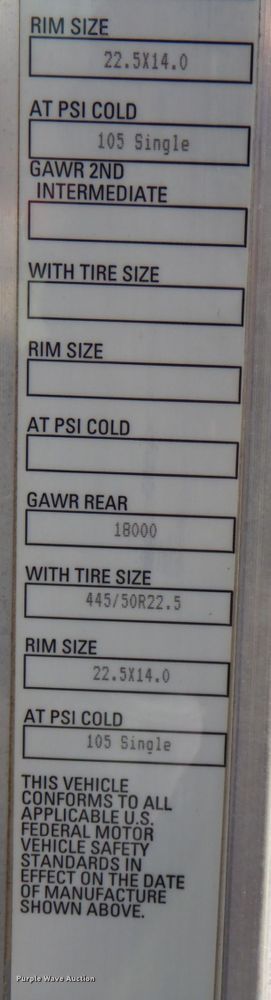 RIM SIZE
22.5X14.0
AT PSI COLD
105 Single
GAWR 2ND
INTERMEDIATE
WITH TIRE SIZE
RIM SIZE
AT PSI COLD
GAWR REAR
18000
WITH TIRE SIZE
445/50R22.5
RIM SIZE
22.5X14.0
AT PSI COLD
105 Single
THIS VEHICLE
CONFORMS TO ALL
APPLICABLE U.S.
FEDERAL MOTOR
VEHICLE SAFETY
STANDARDS IN
EFFECT ON THE DATE
OF MANUFACTURE
SHOWN ABOVE.
Purple Wave Auction